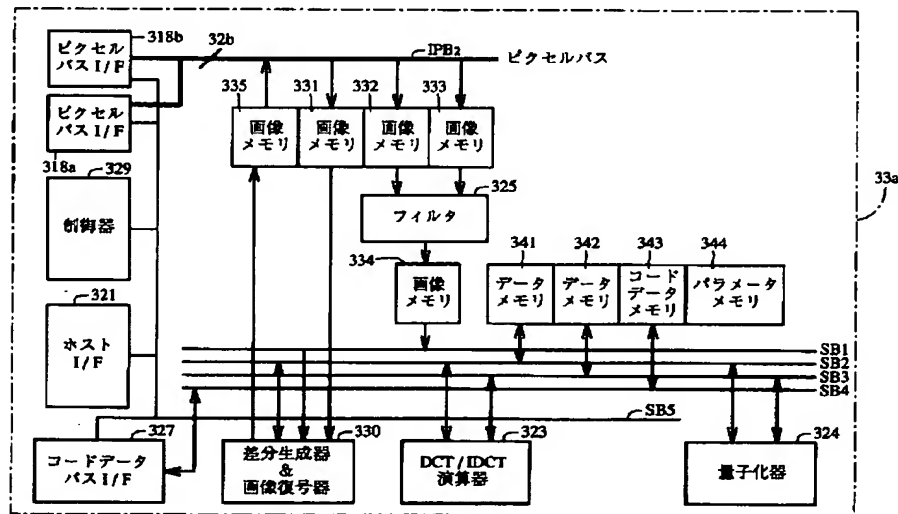 318b
ピクセル
バス I/F
32b
IPB2
ピクセルバス
ピクセル
バス I/F
318a
335
331
332
333
画像
メモリ
画像
メモリ
画像
メモリ
画像
メモリ
329
制御器
325
フィルタ
33a
334
画像
メモリ
341
342
343
344
データ
メモリ
データ
メモリ
コード
データ
メモリ
パラメータ
メモリ
321
ホスト
I/F
SB1
SB2
SB3
SB4
SB5
327
コードデータ
バス I/F
330
差分生成器
&
画像復号器
323
DCT/IDCT
演算器
324
量子化器